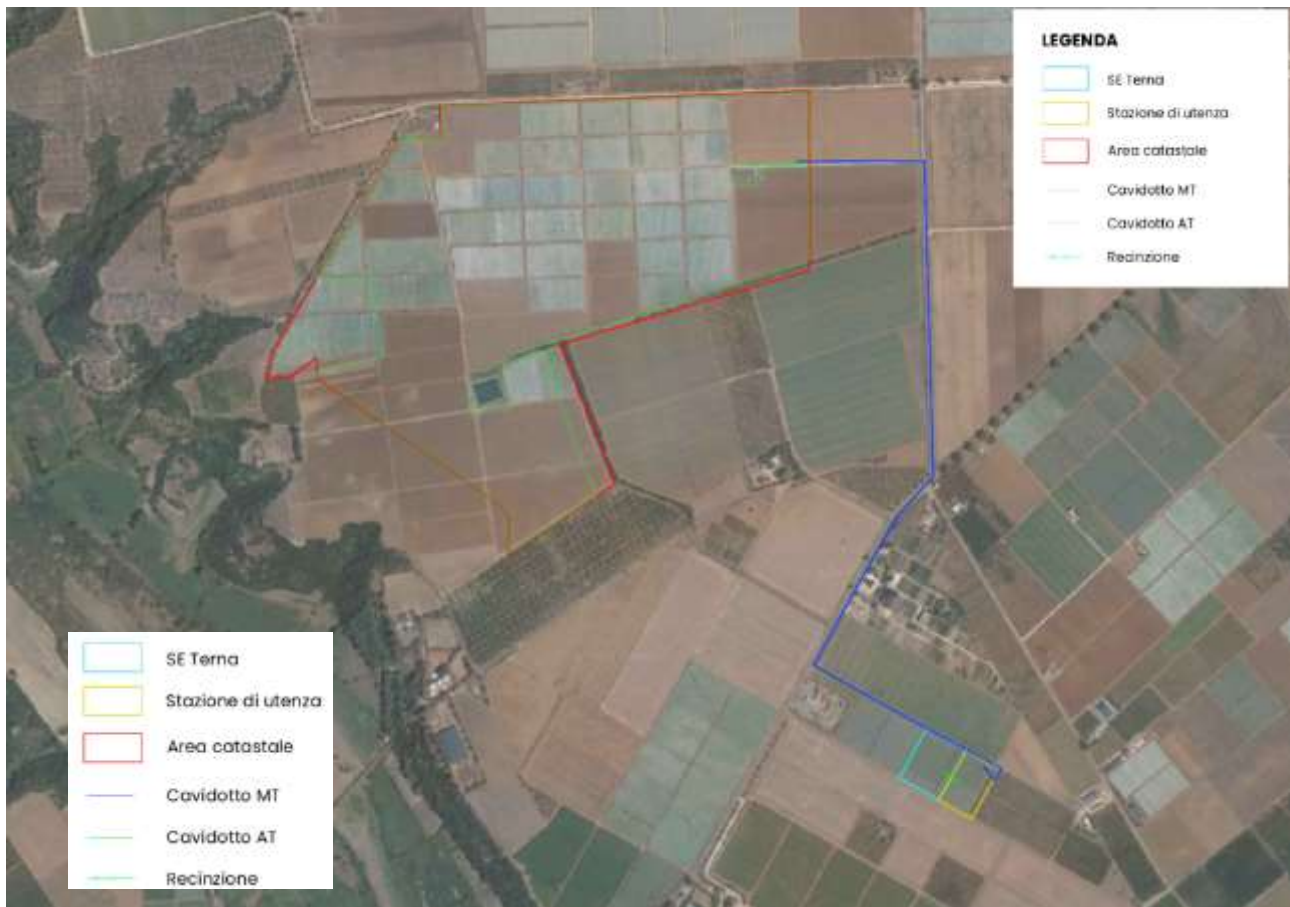 LEGENDA
SE Terna
Stazione di utenza
Area catastale
Cavidotto MT
Cavidotto AT
Recinzione
SE Terna
Stazione di utenza
Area catastale
Cavidotto MT
Cavidotto AT
Recinzione